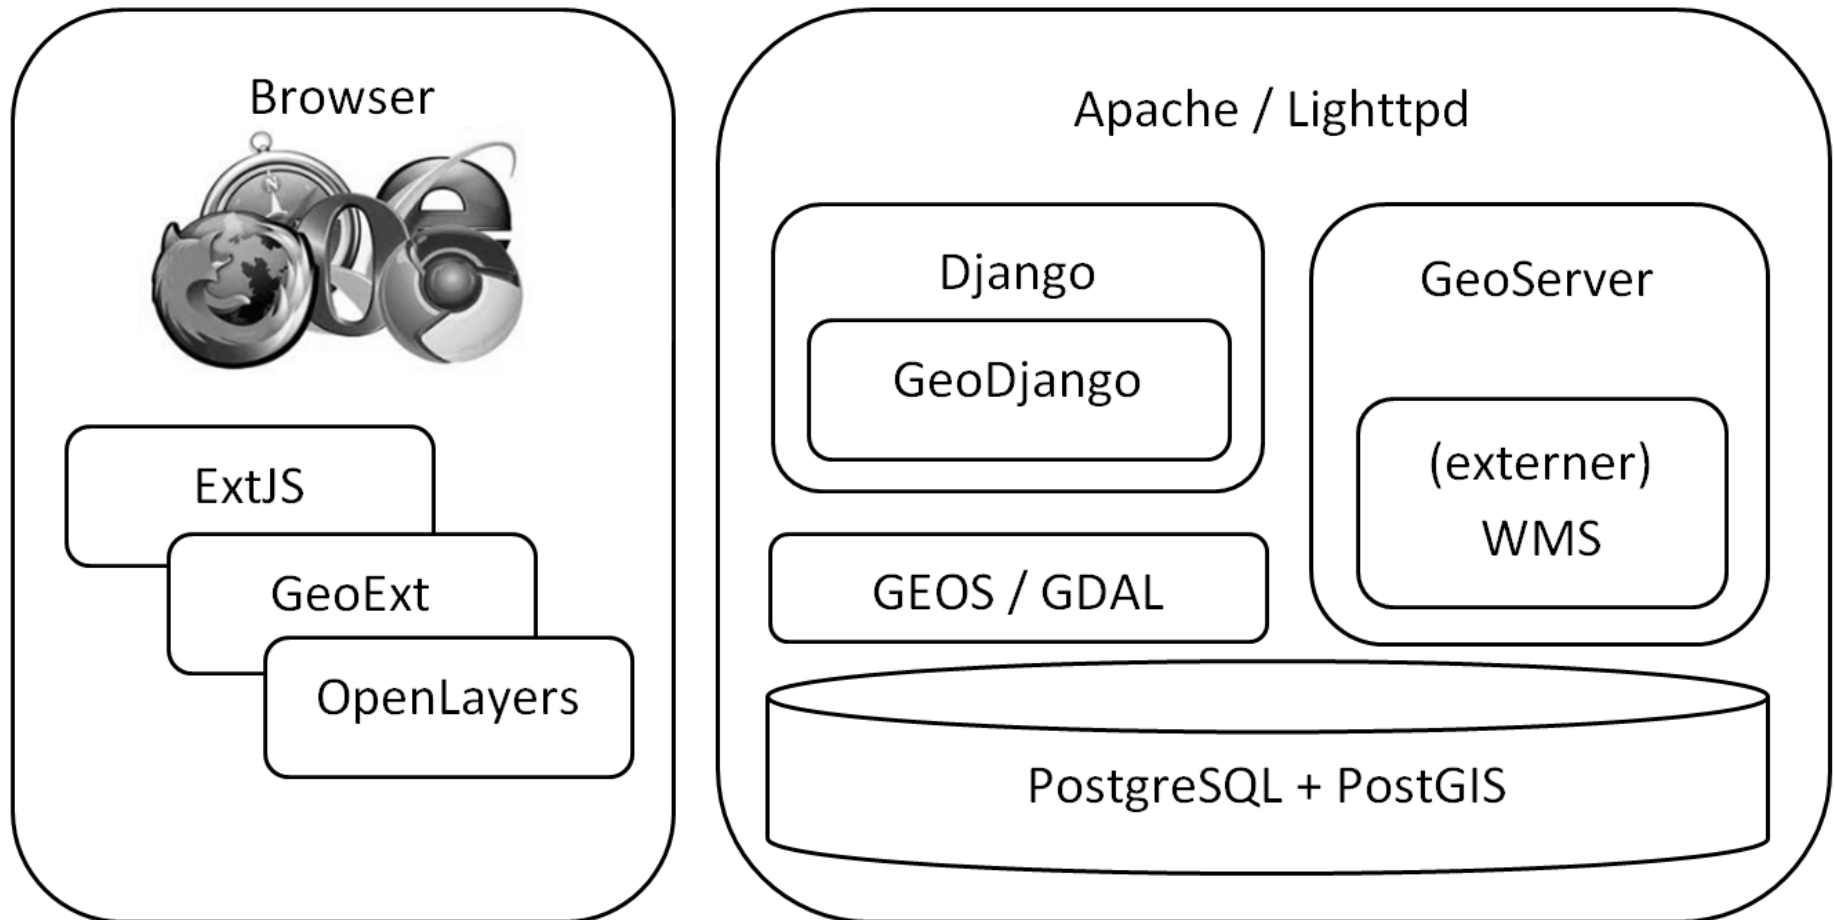 Browser
ExtJS
GeoExt
OpenLayers
Apache / Lighttpd
Django
GeoDjango
GEOS / GDAL
GeoServer
(externer)
WMS
PostgreSQL + PostGIS